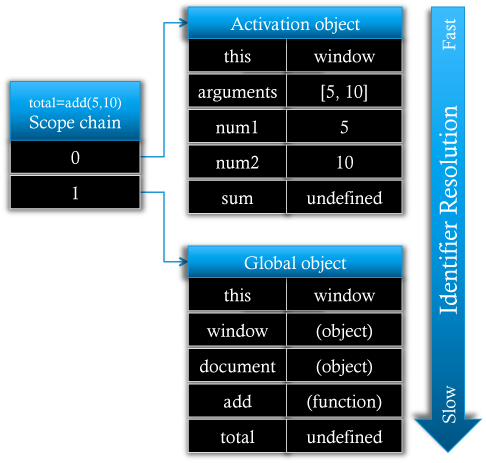 total=add(5,10)
Scope chain
0
1
Activation object
this window
arguments [5, 10]
num1 5
num2 10
sum undefined
Global object
this window
window (object)
document (object)
add (function)
total undefined
Fast
Identifier Resolution
Slow